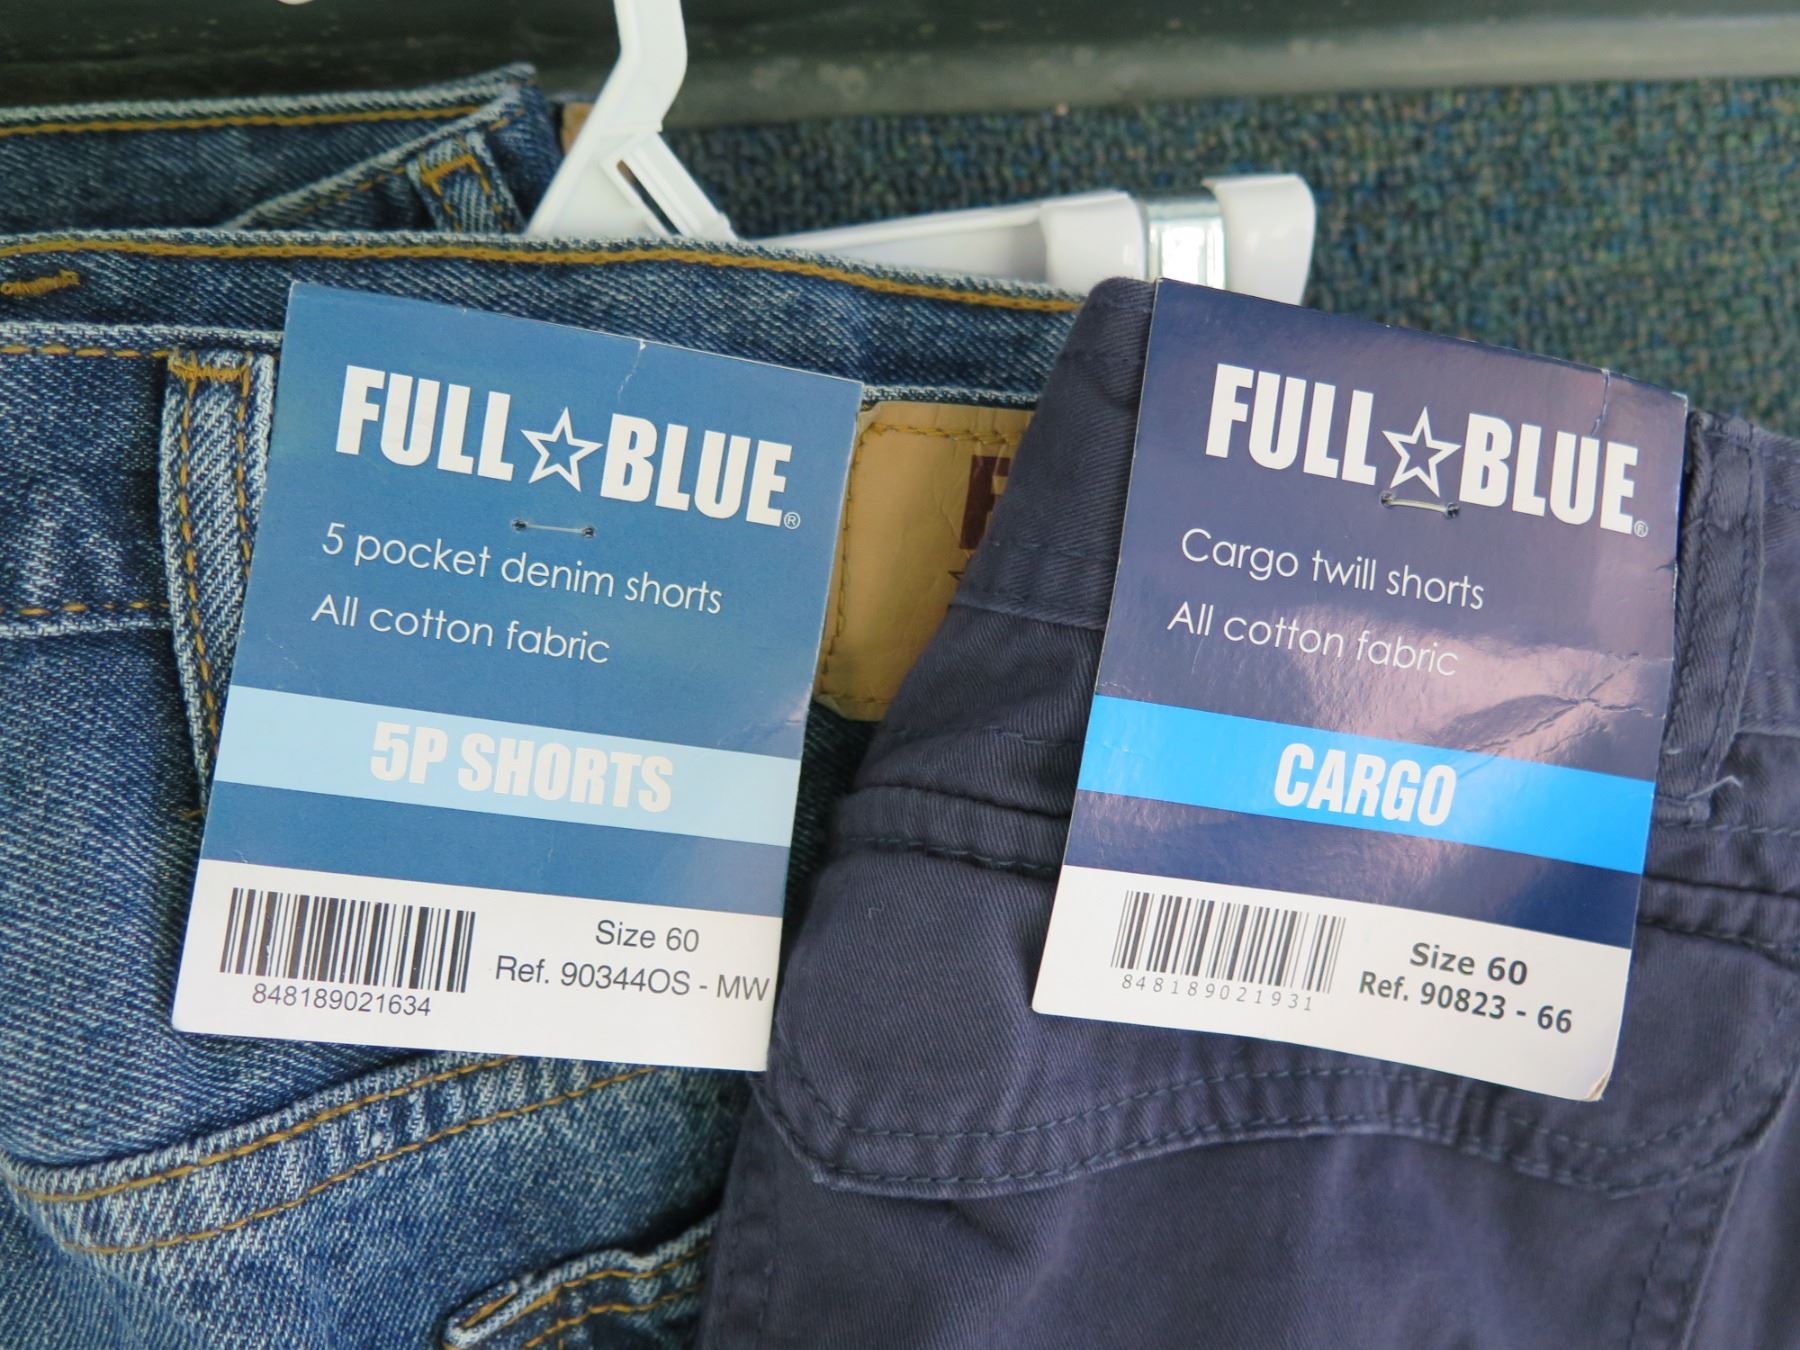 FULL BLUE®
5 pocket denim shorts
All cotton fabric
5P SHORTS
Size 60
Ref. 90344OS - MW
848189021634
FULL BLUE®
Cargo twill shorts
All cotton fabric
CARGO
Size 60
Ref. 90823 - 66
848189021931